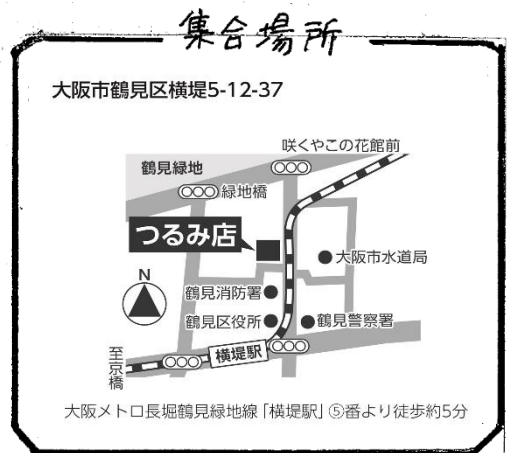 集合場所
大阪市鶴見区横堤5-12-37
咲くやこの花館前
鶴見緑地
緑地橋
つるみ店
大阪市水道局
N
鶴見消防署
鶴見区役所
鶴見警察署
至京橋
横堤駅
大阪メトロ長堀鶴見緑地線「横堤駅」⑤番より徒歩約5分